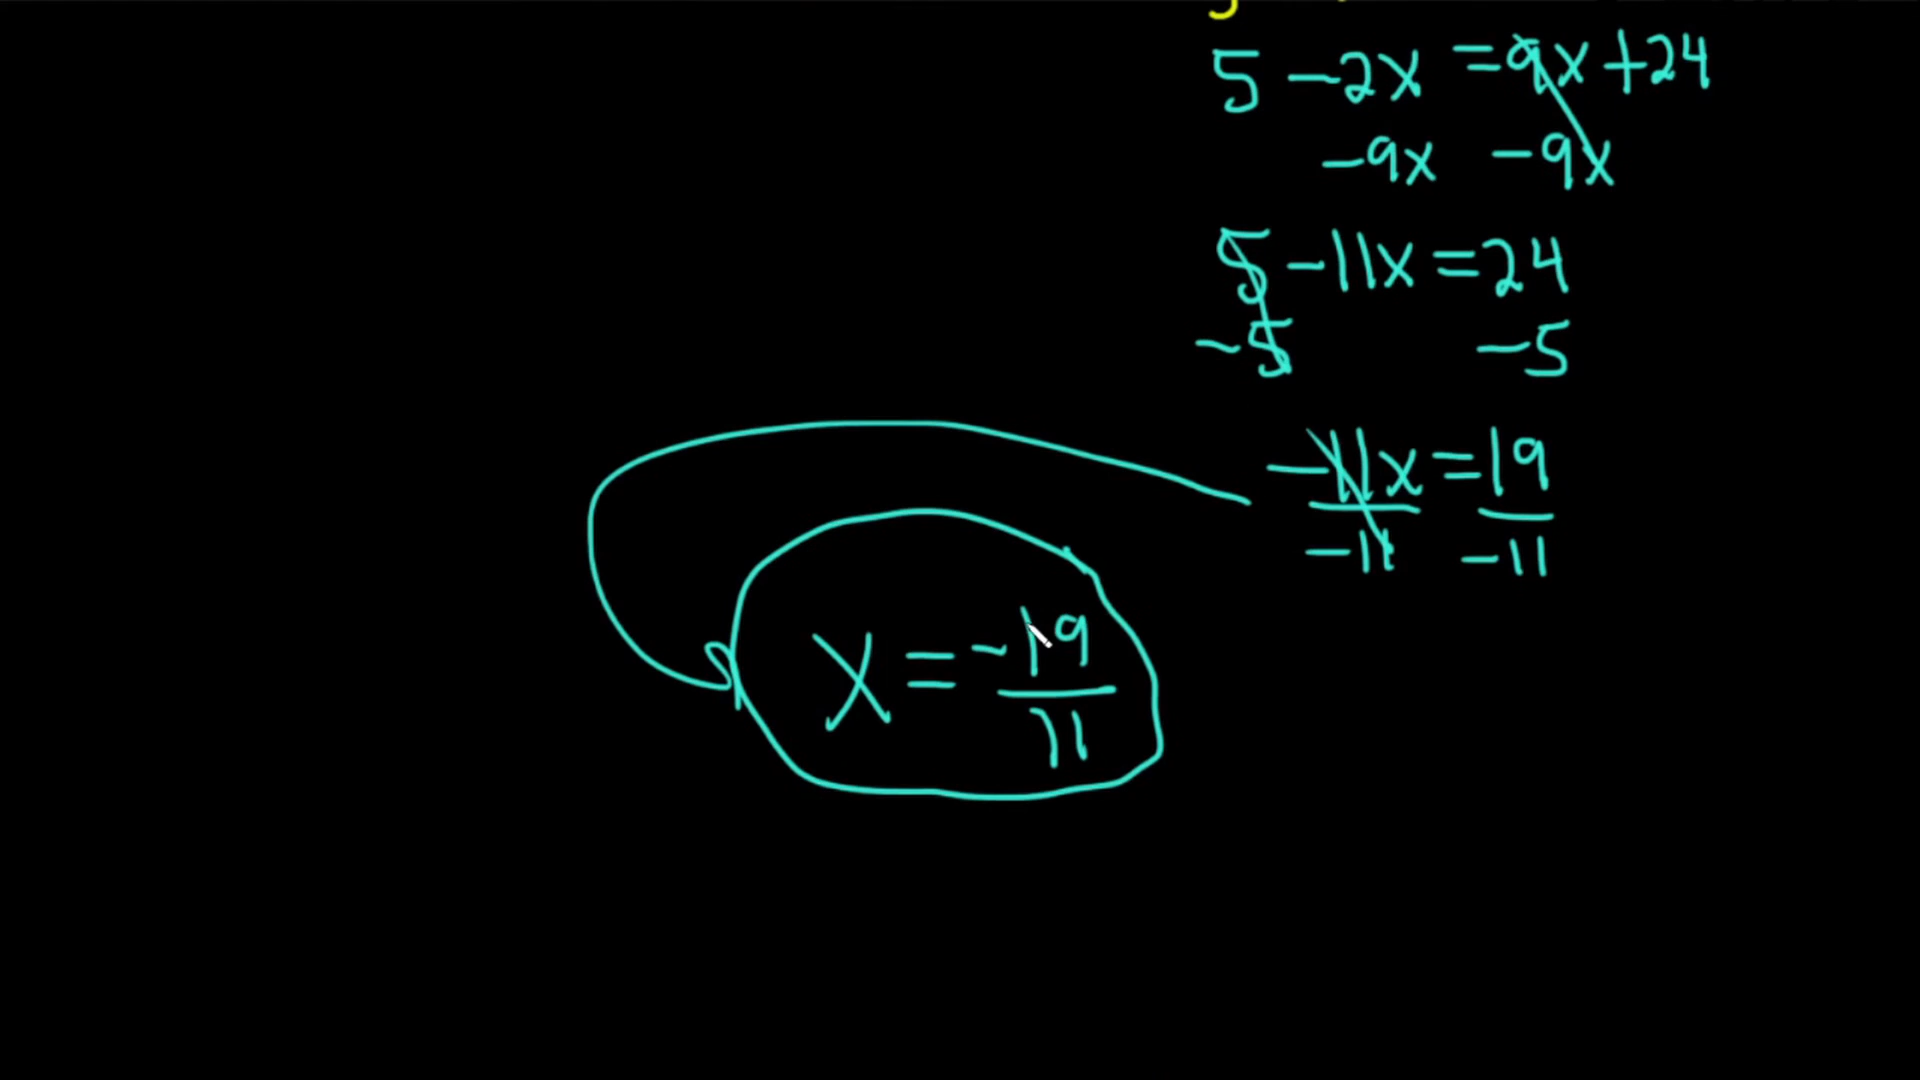 5 -2x = 9x + 24
-9x -9x
5 -11x = 24
-5 -5
-11x = 19
-11 -11
x = -19
11